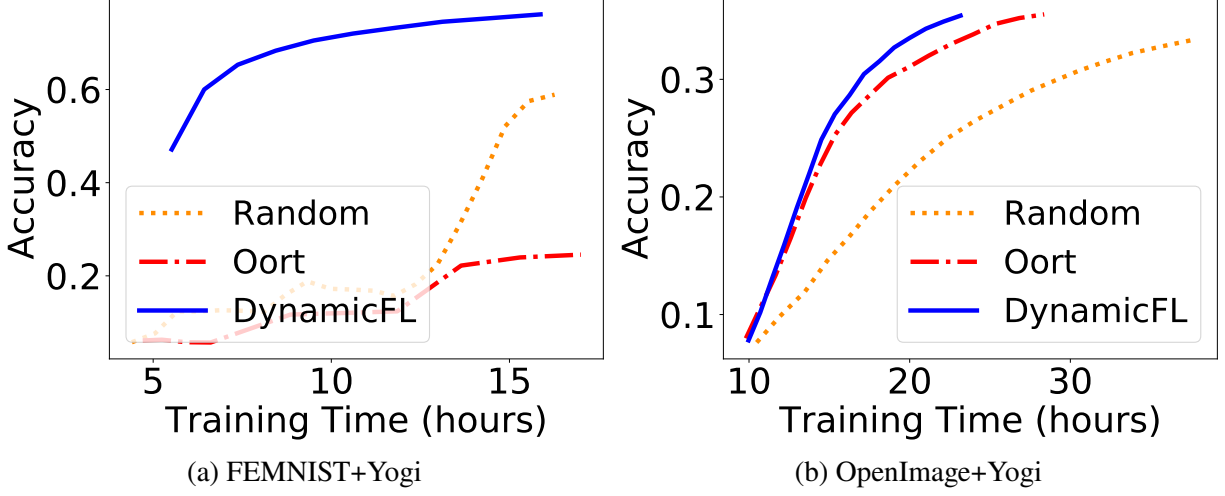 Accuracy
0.6
0.4
0.2
Random
Oort
DynamicFL
5 10 15
Training Time (hours)
(a) FEMNIST+Yogi
Accuracy
0.3
0.2
0.1
Random
Oort
DynamicFL
10 20 30
Training Time (hours)
(b) OpenImage+Yogi